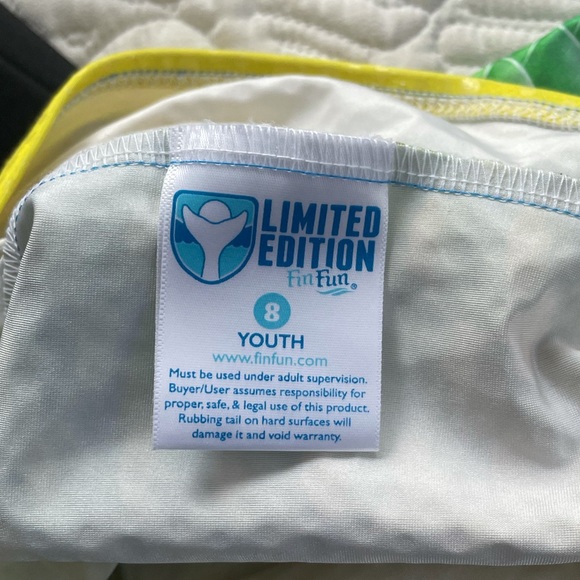 LIMITED
EDITION
FinFun®
8
YOUTH
www.finfun.com
Must be used under adult supervision.
Buyer/User assumes responsibility for
proper, safe, & legal use of this product.
Rubbing tail on hard surfaces will
damage it and void warranty.